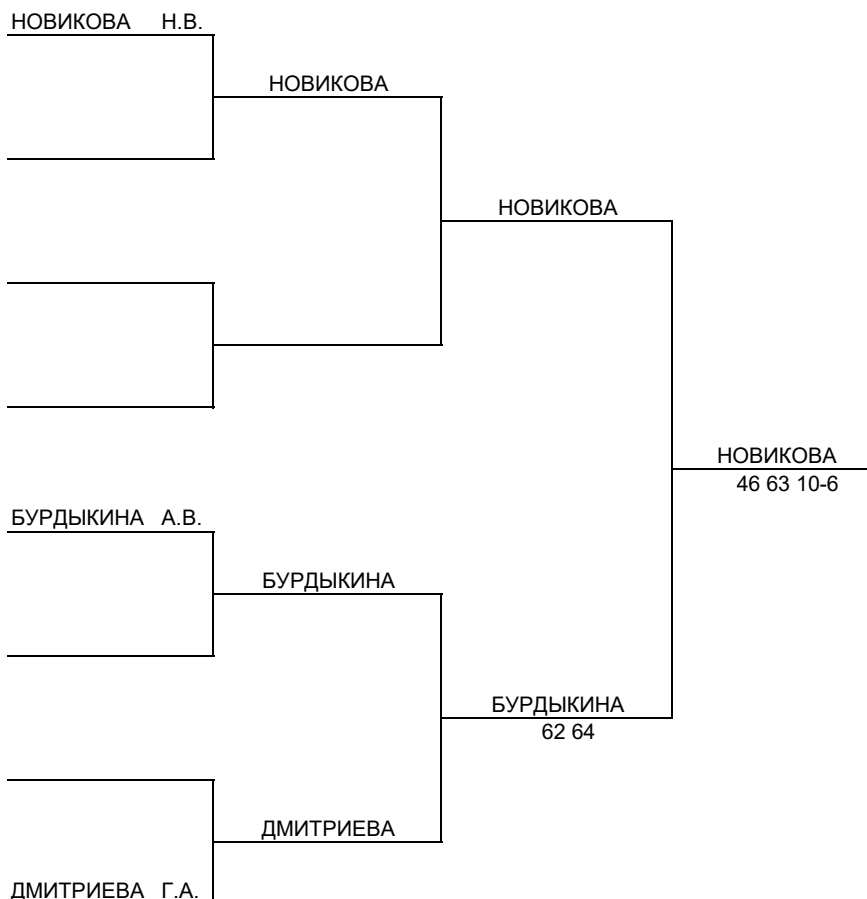 НОВИКОВА Н.В.
НОВИКОВА
НОВИКОВА
НОВИКОВА
46 63 10-6
БУРДЫКИНА А.В.
БУРДЫКИНА
БУРДЫКИНА
62 64
ДМИТРИЕВА
ДМИТРИЕВА Г.А.